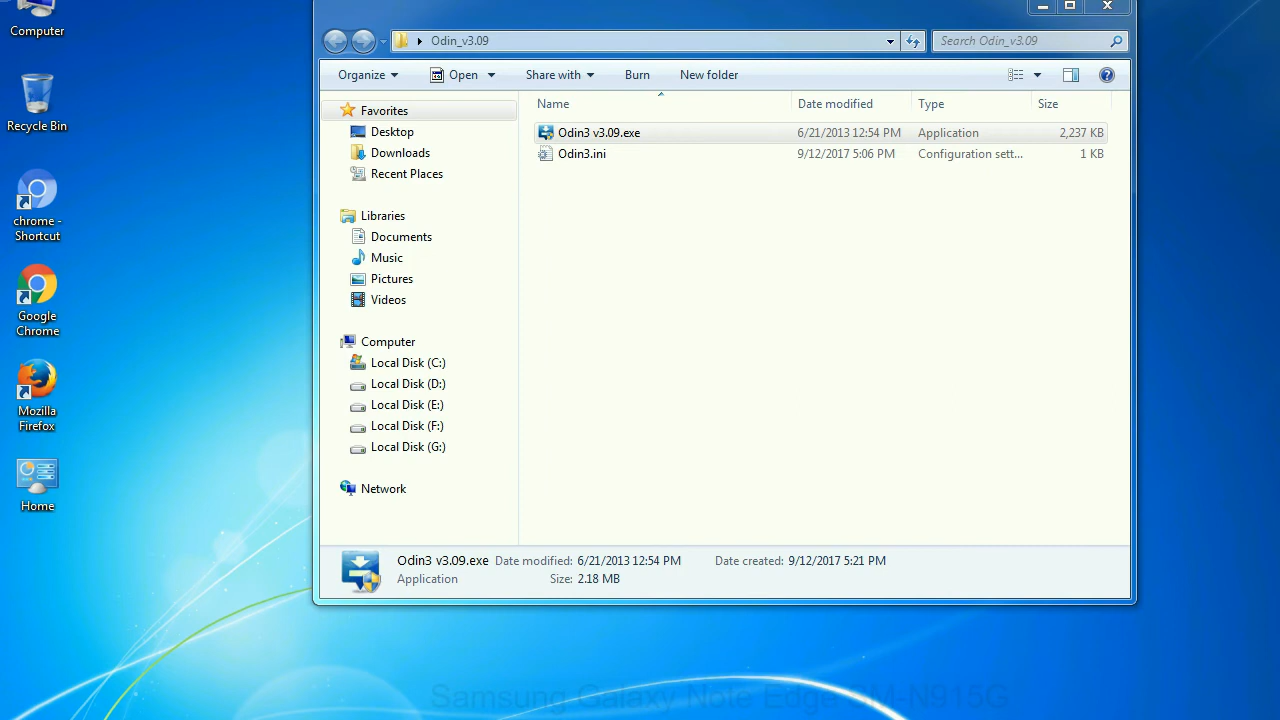 Computer
Recycle Bin
chrome -
Shortcut
Google
Chrome
Mozilla
Firefox
Home
Odin_v3.09
Search Odin_v3.09
Organize
Open
Share with
Burn
New folder
Favorites
Desktop
Downloads
Recent Places
Libraries
Documents
Music
Pictures
Videos
Computer
Local Disk (C:)
Local Disk (D:)
Local Disk (E:)
Local Disk (F:)
Local Disk (G:)
Network
Name Date modified Type Size
Odin3 v3.09.exe 6/21/2013 12:54 PM Application 2,237 KB
Odin3.ini 9/12/2017 5:06 PM Configuration sett... 1 KB
Odin3 v3.09.exe Date modified: 6/21/2013 12:54 PM Date created: 9/12/2017 5:21 PM
Application Size: 2.18 MB
Samsung Galaxy Note Edge SM-N915G